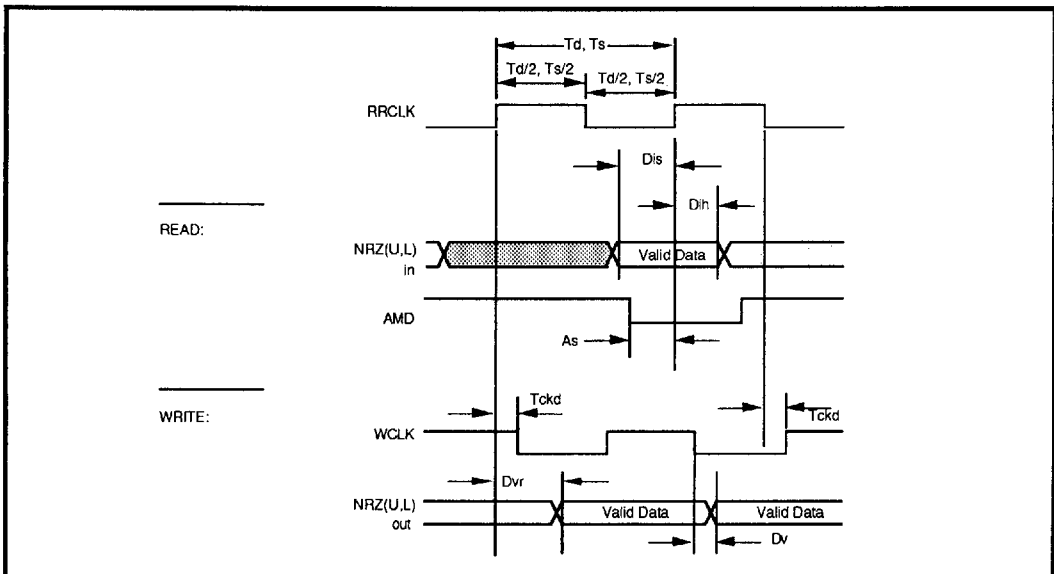 Td, Ts
Td/2, Ts/2
Td/2, Ts/2
RRCLK
Dis
Dih
READ:
NRZ(U,L)
in
Valid Data
AMD
As
WRITE:
Tckd
Tckd
WCLK
Dvr
NRZ(U,L)
out
Valid Data
Valid Data
Dv